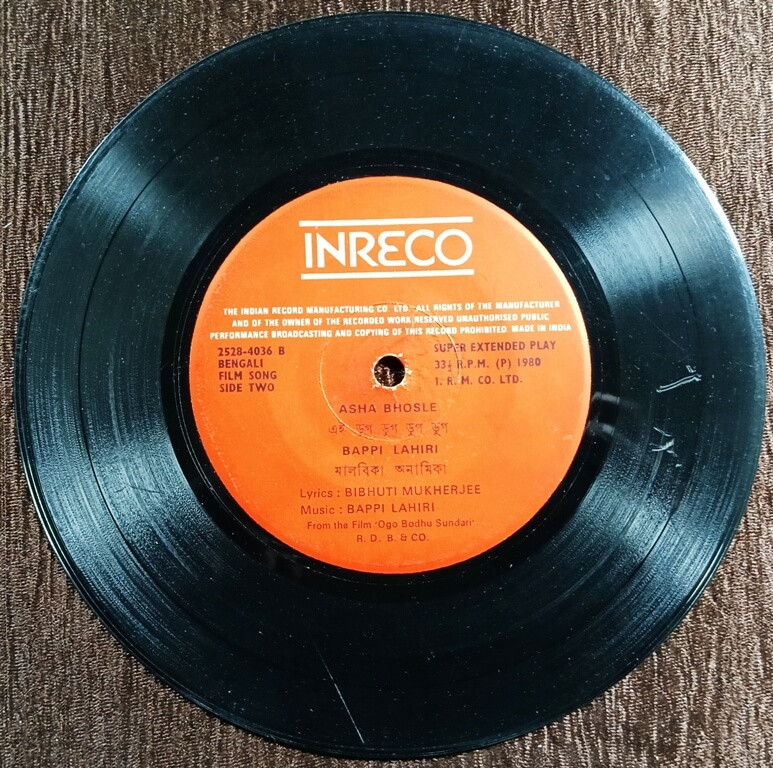 INRECO
THE INDIAN RECORD MANUFACTURING CO. LTD. ALL RIGHTS OF THE MANUFACTURER
AND OF THE OWNER OF THE RECORDED WORK RESERVED UNAUTHORISED PUBLIC
PERFORMANCE BROADCASTING AND COPYING OF THIS RECORD PROHIBITED. MADE IN INDIA
2528-4036 B
BENGALI
FILM SONG
SIDE TWO
SUPER EXTENDED PLAY
33⅓ R.P.M. (P) 1980
I. R. M. CO. LTD.
ASHA BHOSLE
এই ডুগ ডুগ ডুগ ডুগ
BAPPI LAHIRI
মালবিকা অনামিকা
Lyrics : BIBHUTI MUKHERJEE
Music : BAPPI LAHIRI
From the Film 'Ogo Bodhu Sundari'
R. D. B. & CO.